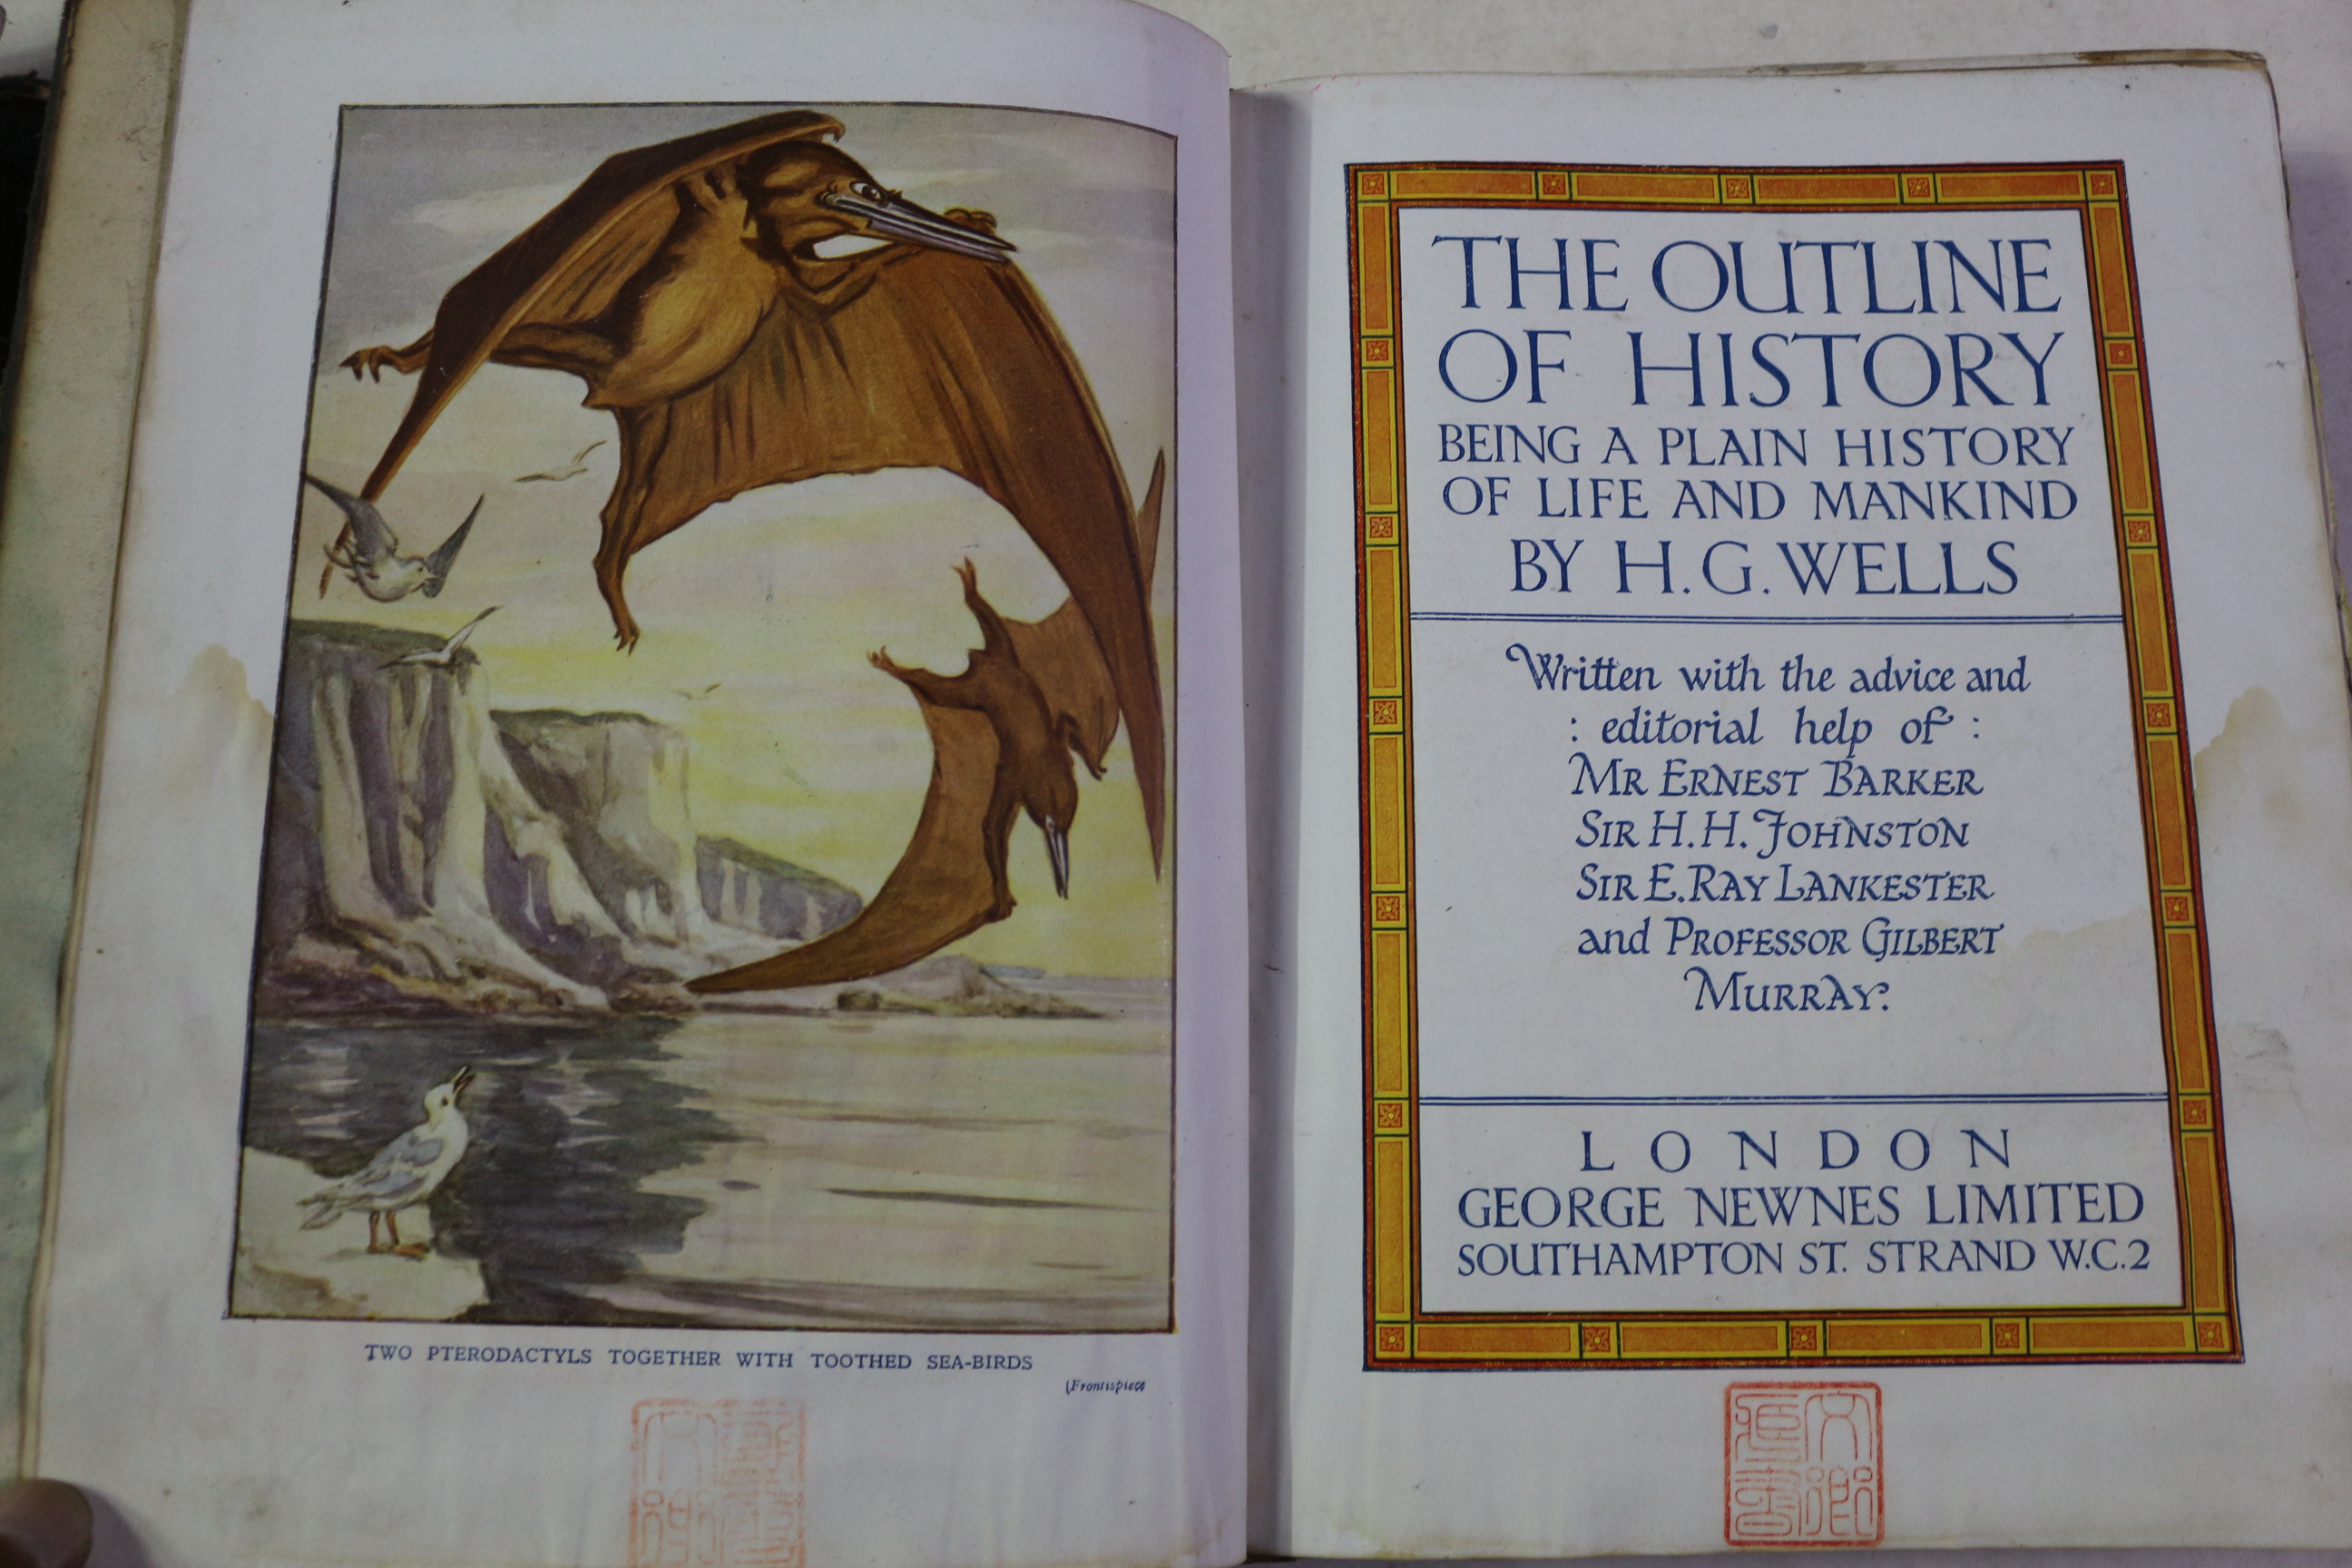 TWO PTERODACTYLS TOGETHER WITH TOOTHED SEA-BIRDS
[Frontispiece
THE OUTLINE
OF HISTORY
BEING A PLAIN HISTORY
OF LIFE AND MANKIND
BY H.G. WELLS
Written with the advice and
: editorial help of :
MR ERNEST BARKER
SIR H.H. JOHNSTON
SIR E. RAY LANKESTER
and PROFESSOR GILBERT
MURRAY.
LONDON
GEORGE NEWNES LIMITED
SOUTHAMPTON ST. STRAND W.C.2